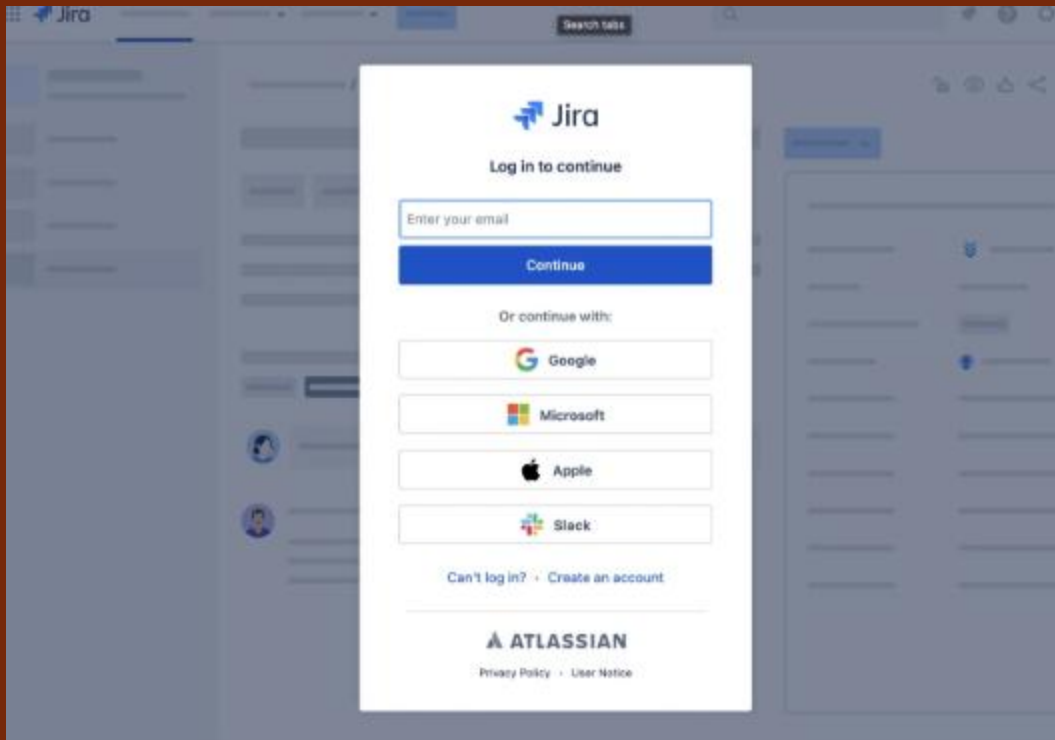 Jira
Search tabs
Jira
Log in to continue
Enter your email
Continue
Or continue with:
Google
Microsoft
Apple
Slack
Can't log in? • Create an account
ATLASSIAN
Privacy Policy • User Notice